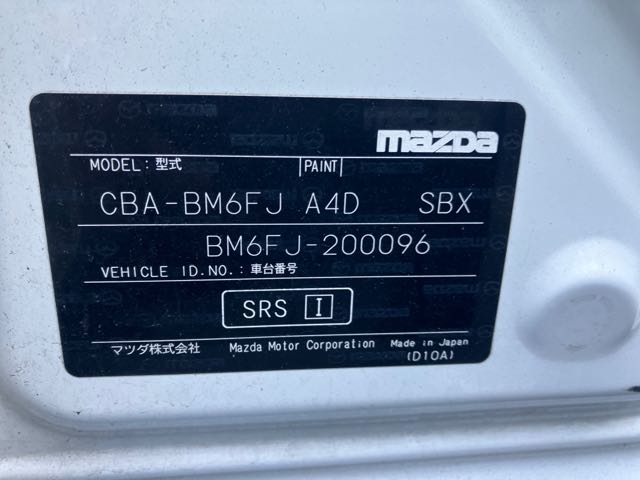 mazda
MODEL:型式 PAINT
CBA-BM6FJ A4D SBX
BM6FJ-200096
VEHICLE ID.NO.:車台番号
SRS I
マツダ株式会社 Mazda Motor Corporation Made in Japan
(D10A)